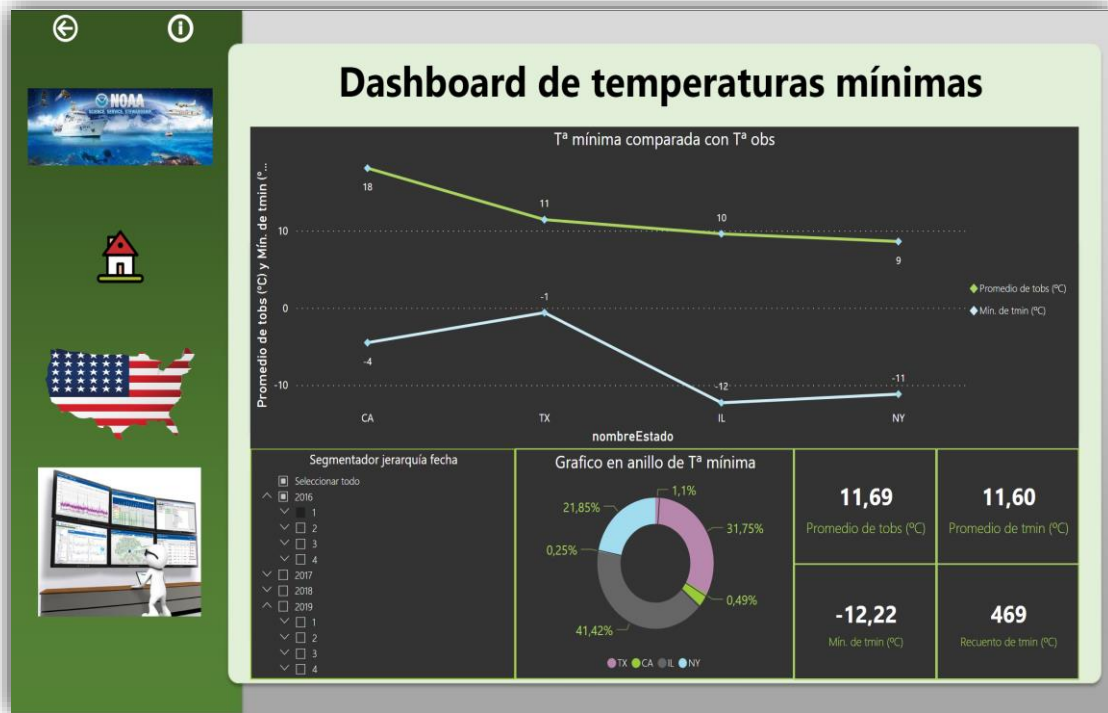 NOAA
SCIENCE, SERVICE, STEWARDSHIP
Dashboard de temperaturas mínimas
Tª mínima comparada con Tª obs
Promedio de tobs (ºC) y Mín. de tmin (º...
10
0
-10
18
11
10
9
-4
-1
-12
-11
CA
TX
IL
NY
nombreEstado
Promedio de tobs (ºC)
Mín. de tmin (ºC)
Segmentador jerarquía fecha
Seleccionar todo
2016
1
2
3
4
2017
2018
2019
1
2
3
4
Grafico en anillo de Tª mínima
1,1%
31,75%
0,49%
41,42%
0,25%
21,85%
TX CA IL NY
11,69
Promedio de tobs (ºC)
11,60
Promedio de tmin (ºC)
-12,22
Mín. de tmin (ºC)
469
Recuento de tmin (ºC)